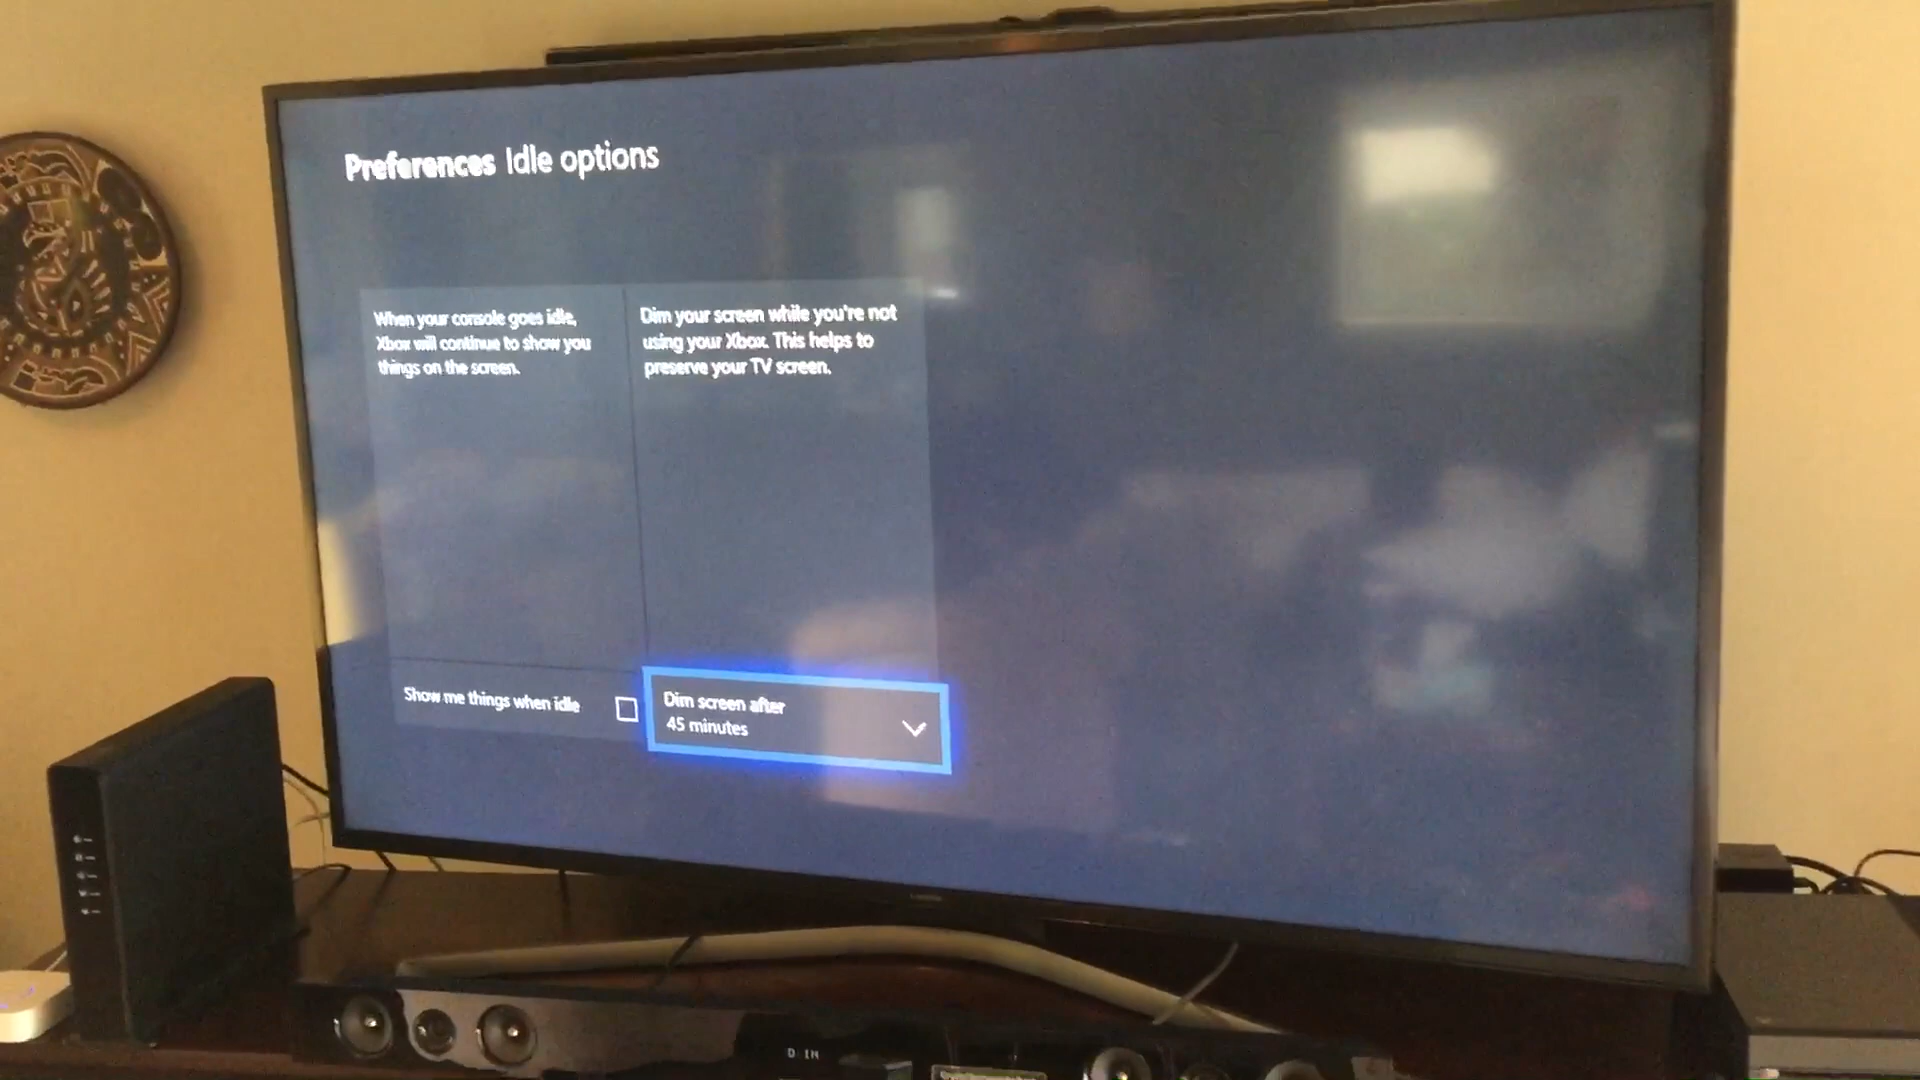 Preferences Idle options
When your console goes idle,
Xbox will continue to show you
things on the screen.
Dim your screen while you're not
using your Xbox. This helps to
preserve your TV screen.
Show me things when idle
Dim screen after
45 minutes
D IN